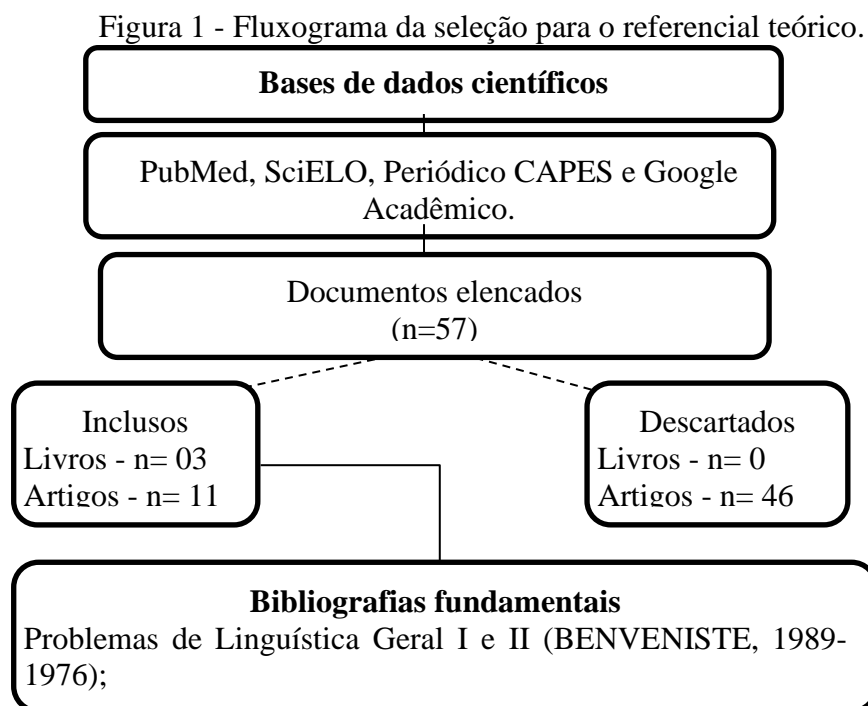 Figura 1 - Fluxograma da seleção para o referencial teórico.
Bases de dados científicos
PubMed, SciELO, Periódico CAPES e Google
Acadêmico.
Documentos elencados
(n=57)
Inclusos
Livros - n= 03
Artigos - n= 11
Descartados
Livros - n= 0
Artigos - n= 46
Bibliografias fundamentais
Problemas de Linguística Geral I e II (BENVENISTE, 1989-
1976);